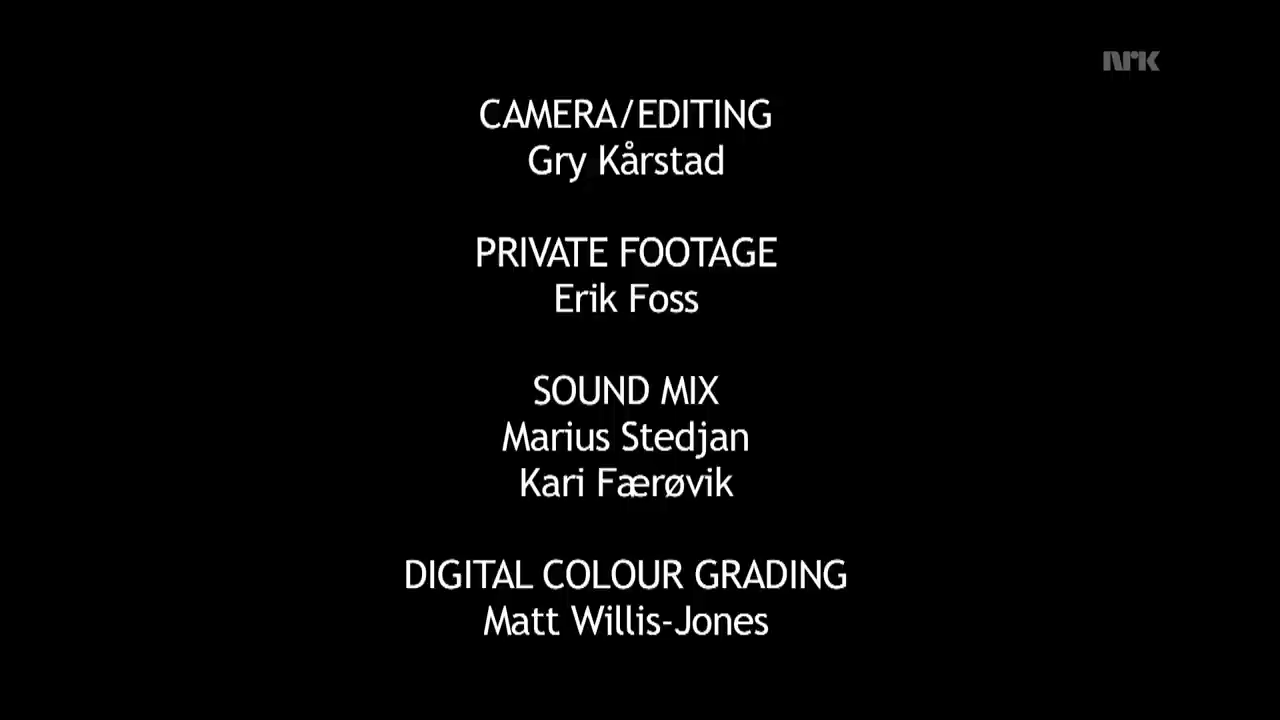 nrk
CAMERA/EDITING
Gry Kårstad
PRIVATE FOOTAGE
Erik Foss
SOUND MIX
Marius Stedjan
Kari Færøvik
DIGITAL COLOUR GRADING
Matt Willis-Jones